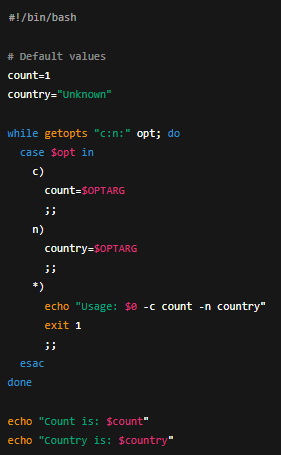 #!/bin/bash

# Default values
count=1
country="Unknown"

while getopts "c:n:" opt; do
  case $opt in
    c)
      count=$OPTARG
      ;;
    n)
      country=$OPTARG
      ;;
    *)
      echo "Usage: $0 -c count -n country"
      exit 1
      ;;
  esac
done

echo "Count is: $count"
echo "Country is: $country"